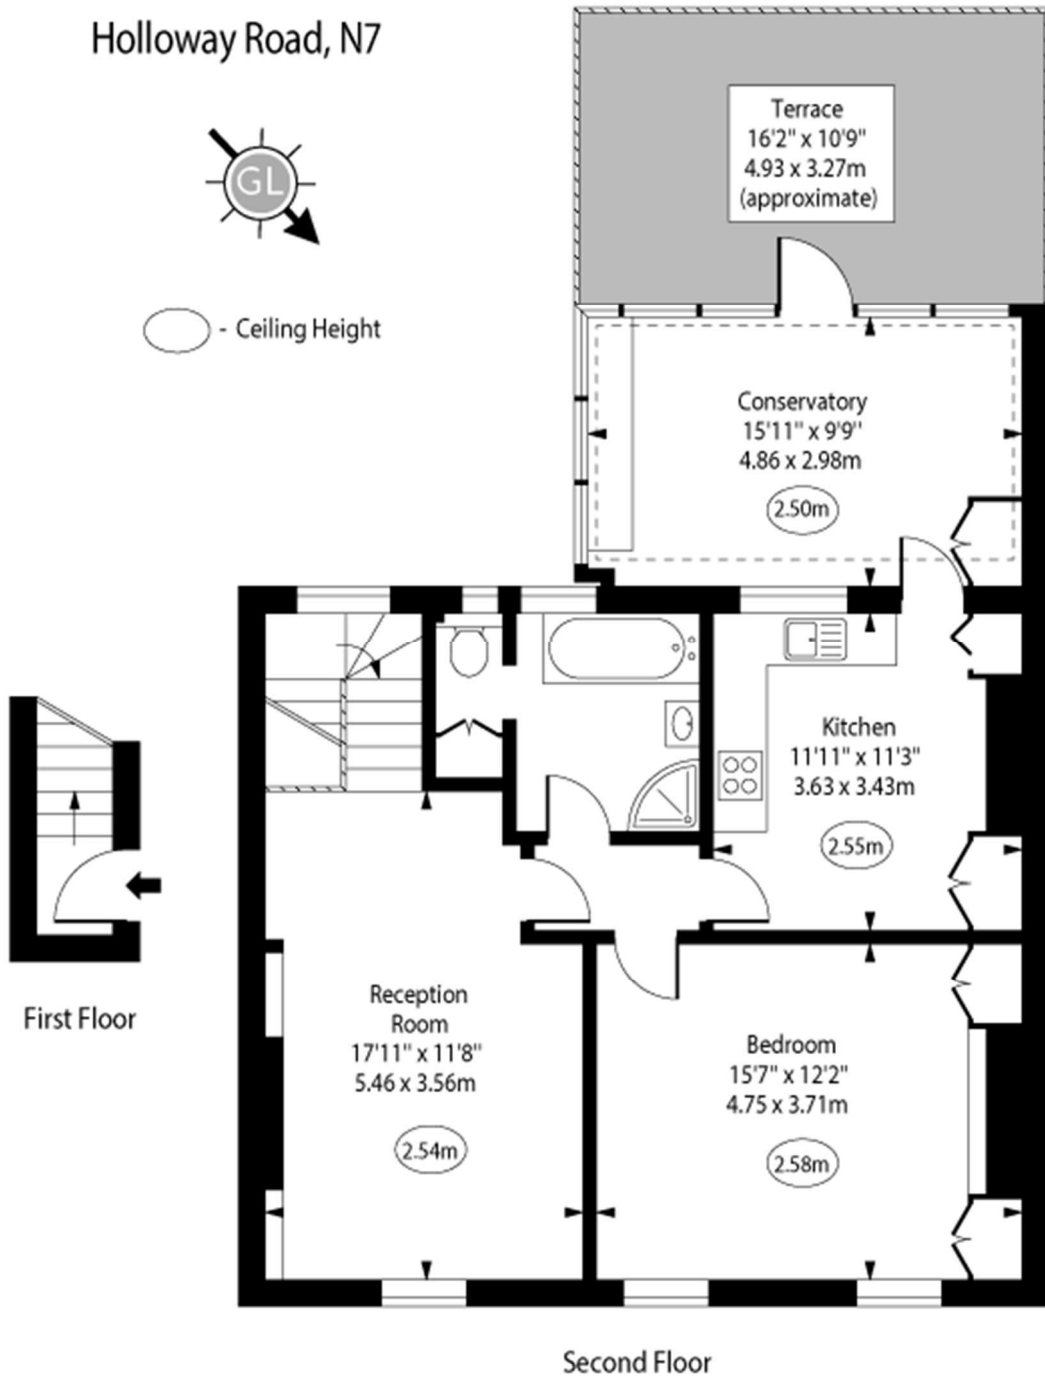 Holloway Road, N7
GL
- Ceiling Height
Terrace
16'2" x 10'9"
4.93 x 3.27m
(approximate)
Conservatory
15'11" x 9'9"
4.86 x 2.98m
2.50m
Kitchen
11'11" x 11'3"
3.63 x 3.43m
2.55m
First Floor
Reception
Room
17'11" x 11'8"
5.46 x 3.56m
2.54m
Bedroom
15'7" x 12'2"
4.75 x 3.71m
2.58m
Second Floor